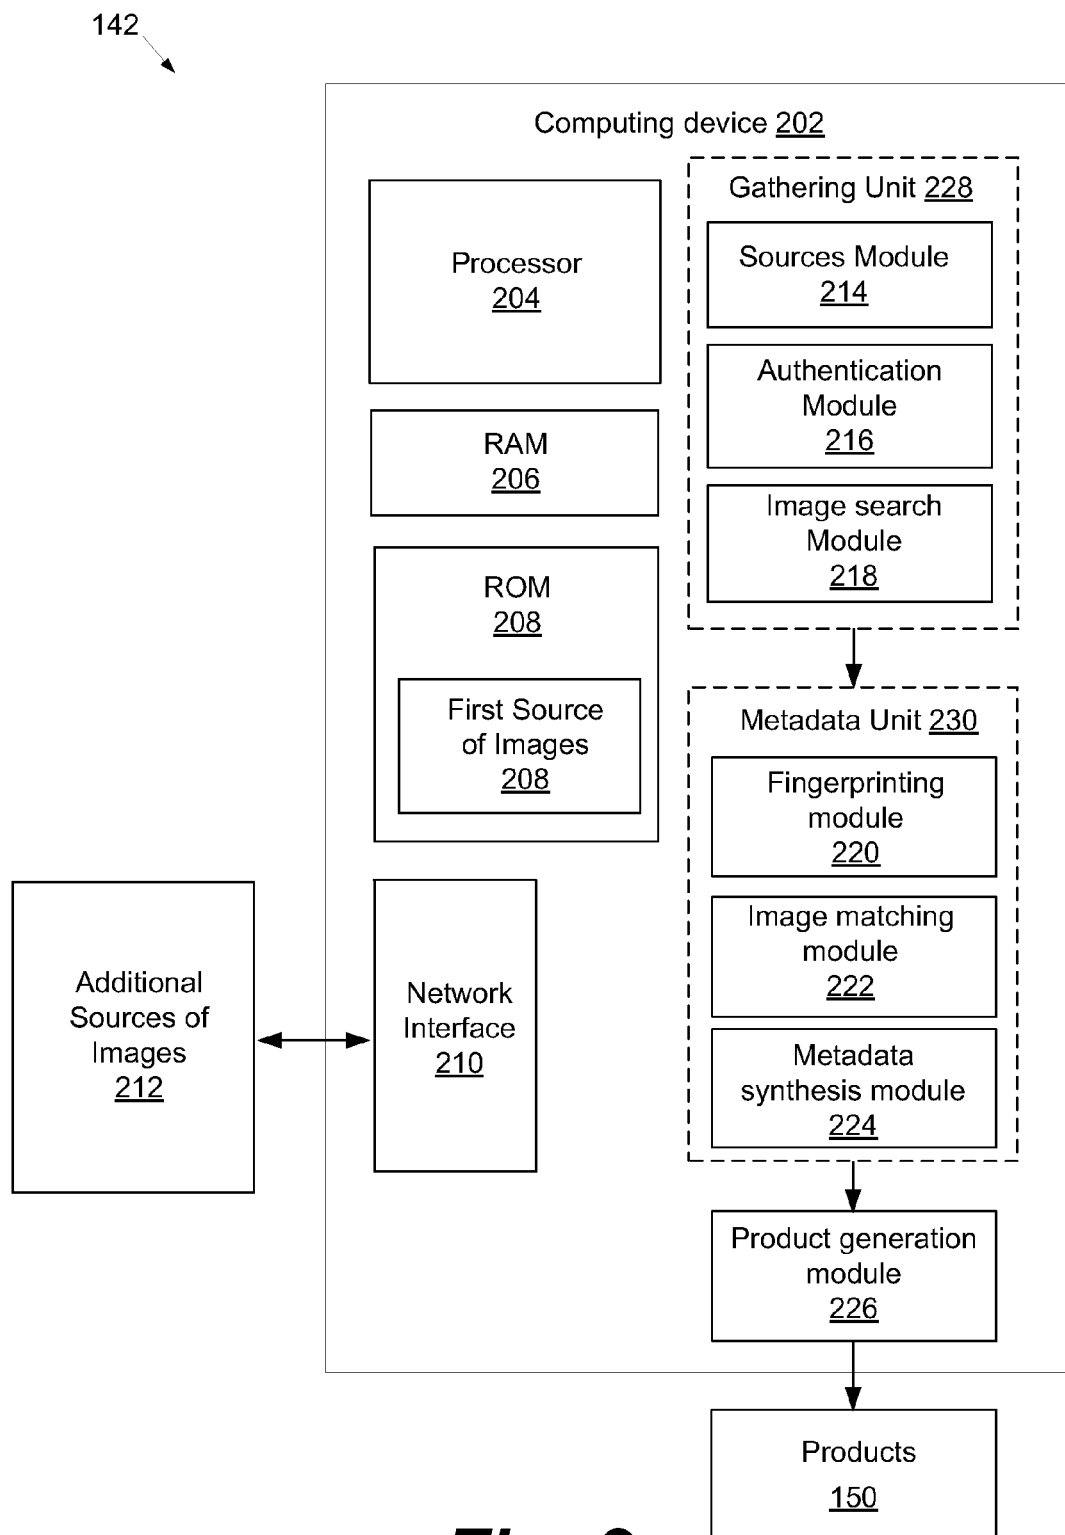 142
Computing device 202
Processor
204
RAM
206
ROM
208
First Source
of Images
208
Additional
Sources of
Images
212
Network
Interface
210
Gathering Unit 228
Sources Module
214
Authentication
Module
216
Image search
Module
218
Metadata Unit 230
Fingerprinting
module
220
Image matching
module
222
Metadata
synthesis module
224
Product generation
module
226
Products
150